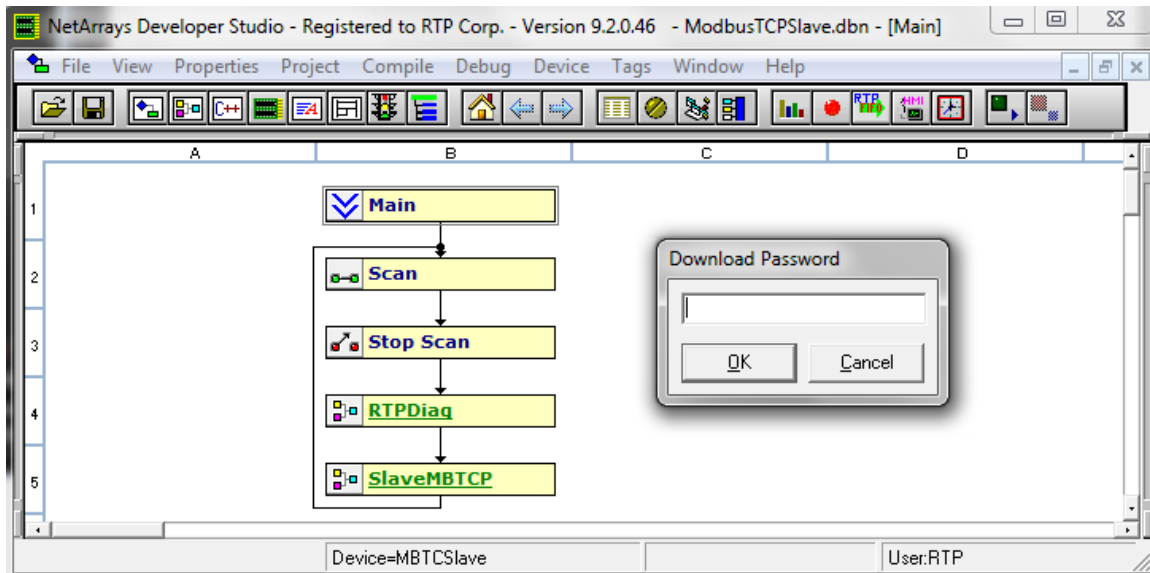 NetArrays Developer Studio - Registered to RTP Corp. - Version 9.2.0.46 - ModbusTCPSlave.dbn - [Main]
File View Properties Project Compile Debug Device Tags Window Help
C++ RTP HMI
A B C D
1 Main
Download Password
2 Scan
3 Stop Scan
OK Cancel
4 RTPDiag
5 SlaveMBTCP
Device=MBTCSlave User:RTP